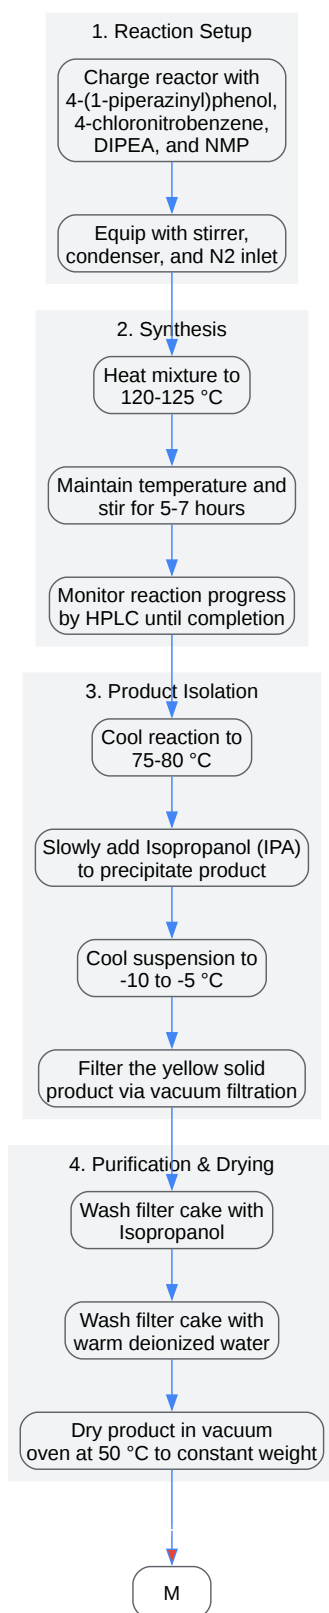 1. Reaction Setup
Charge reactor with
4-(1-piperazinyl)phenol,
4-chloronitrobenzene,
DIPEA, and NMP
Equip with stirrer,
condenser, and N2 inlet
2. Synthesis
Heat mixture to
120-125 °C
Maintain temperature and
stir for 5-7 hours
Monitor reaction progress
by HPLC until completion
3. Product Isolation
Cool reaction to
75-80 °C
Slowly add Isopropanol (IPA)
to precipitate product
Cool suspension to
-10 to -5 °C
Filter the yellow solid
product via vacuum filtration
4. Purification & Drying
Wash filter cake with
Isopropanol
Wash filter cake with
warm deionized water
Dry product in vacuum
oven at 50 °C to constant weight
M